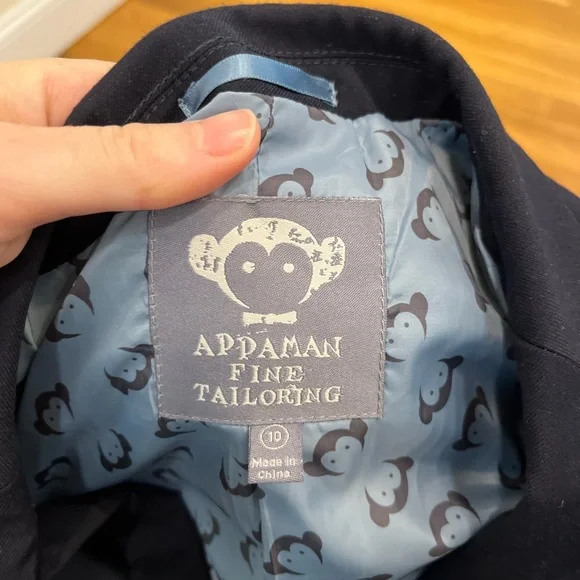 APPAMAN
FINE
TAILORING
10
Made in
China